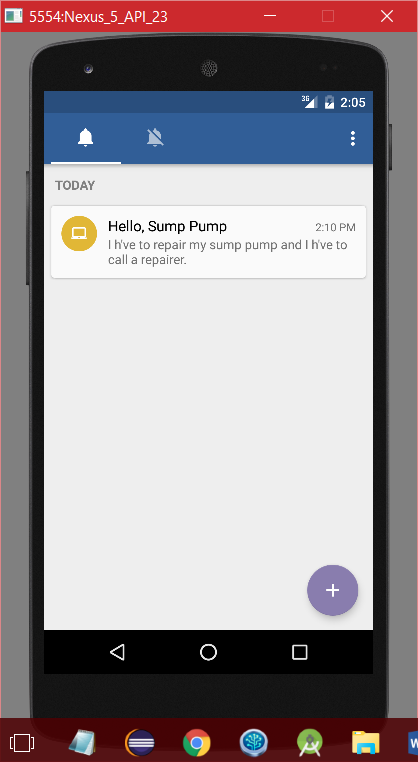 5554:Nexus_5_API_23
3G 2:05
TODAY
Hello, Sump Pump 2:10 PM
I h've to repair my sump pump and I h've to
call a repairer.